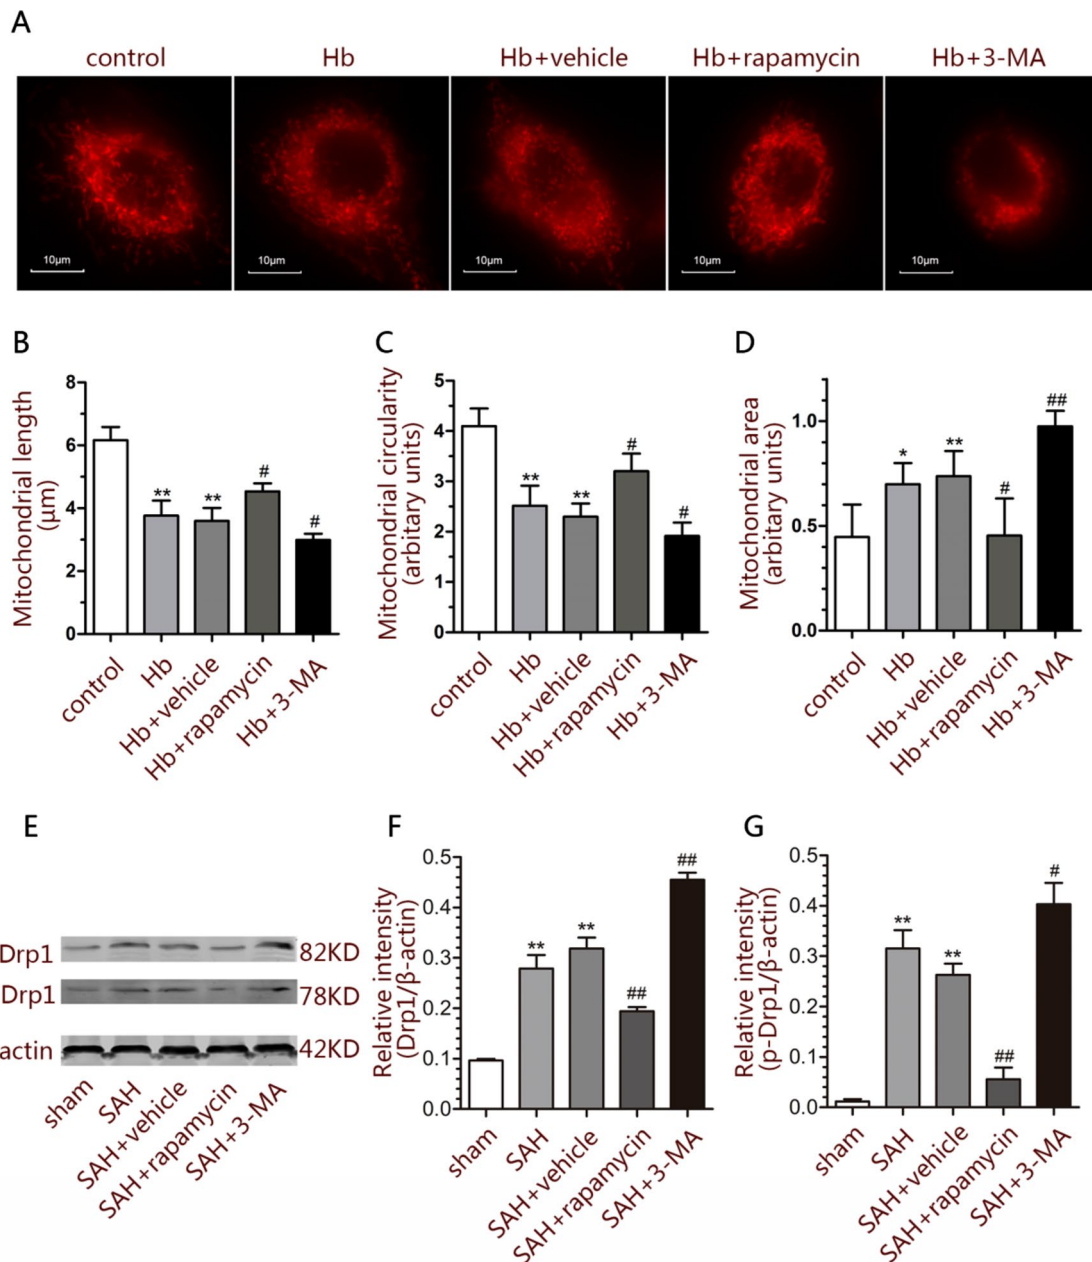 A
control
Hb
Hb+vehicle
Hb+rapamycin
Hb+3-MA
10μm
10μm
10μm
10μm
10μm
B
Mitochondrial length
(μm)
8
6
4
2
0
**
**
#
#
control
Hb
Hb+vehicle
Hb+rapamycin
Hb+3-MA
C
Mitochondrial circularity
(arbitary units)
5
4
3
2
1
0
**
**
#
#
control
Hb
Hb+vehicle
Hb+rapamycin
Hb+3-MA
D
Mitochondrial area
(arbitary units)
1.0
0.5
0.0
*
**
#
##
control
Hb
Hb+vehicle
Hb+rapamycin
Hb+3-MA
E
Drp1
82KD
Drp1
78KD
actin
42KD
sham
SAH
SAH+vehicle
SAH+rapamycin
SAH+3-MA
F
Relative intensity
(Drp1/β-actin)
0.5
0.4
0.3
0.2
0.1
0.0
**
**
##
##
sham
SAH
SAH+vehicle
SAH+rapamycin
SAH+3-MA
G
Relative intensity
(p-Drp1/β-actin)
0.5
0.4
0.3
0.2
0.1
0.0
**
**
##
#
sham
SAH
SAH+vehicle
SAH+rapamycin
SAH+3-MA